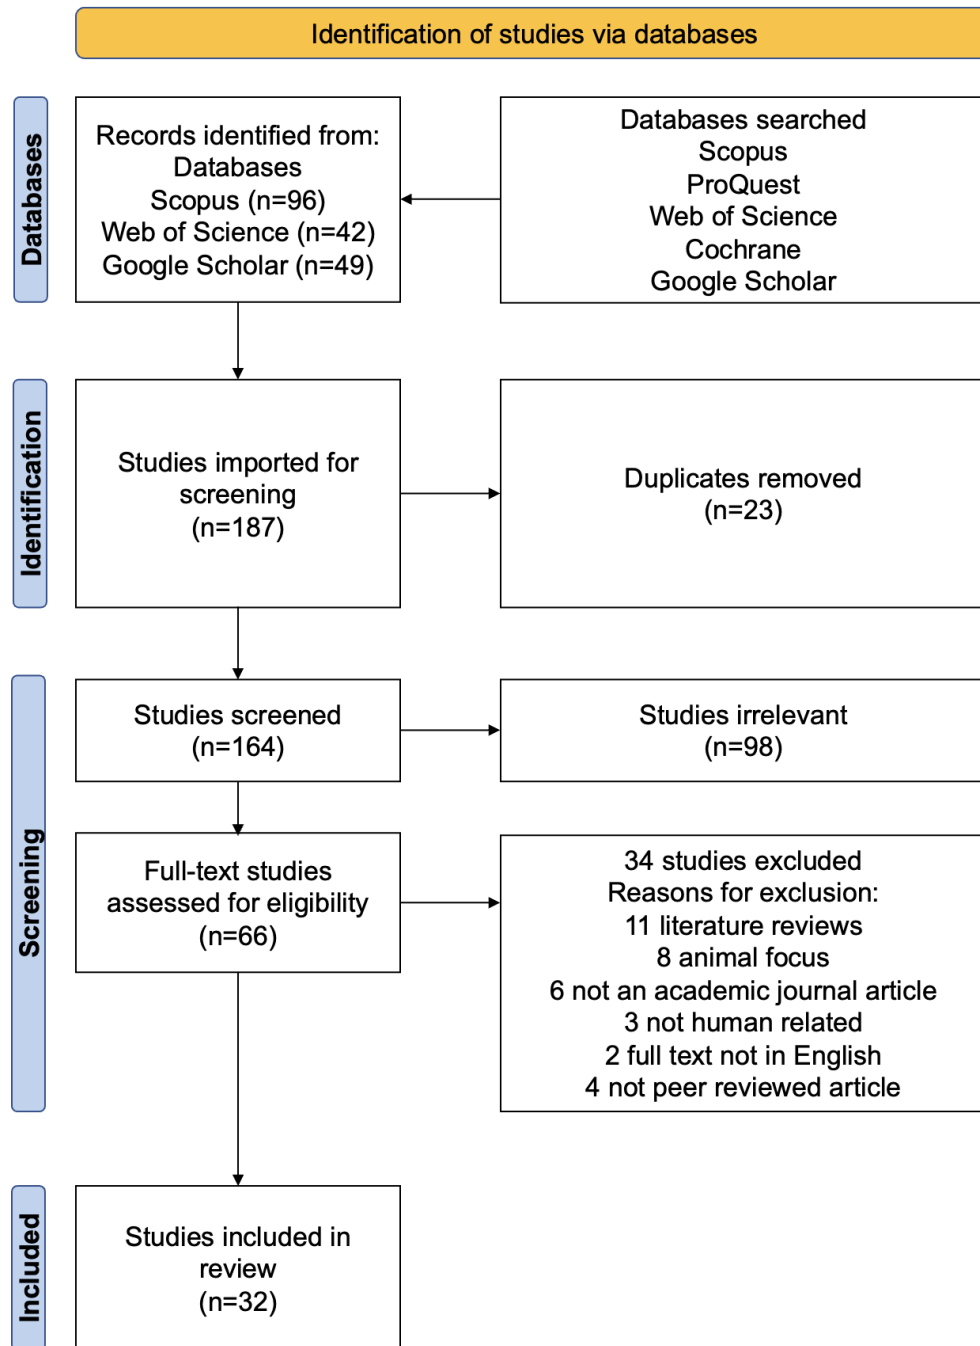 Identification of studies via databases
Databases
Records identified from:
Databases
Scopus (n=96)
Web of Science (n=42)
Google Scholar (n=49)
Databases searched
Scopus
ProQuest
Web of Science
Cochrane
Google Scholar
Identification
Studies imported for
screening
(n=187)
Duplicates removed
(n=23)
Screening
Studies screened
(n=164)
Studies irrelevant
(n=98)
Full-text studies
assessed for eligibility
(n=66)
34 studies excluded
Reasons for exclusion:
11 literature reviews
8 animal focus
6 not an academic journal article
3 not human related
2 full text not in English
4 not peer reviewed article
Included
Studies included in
review
(n=32)